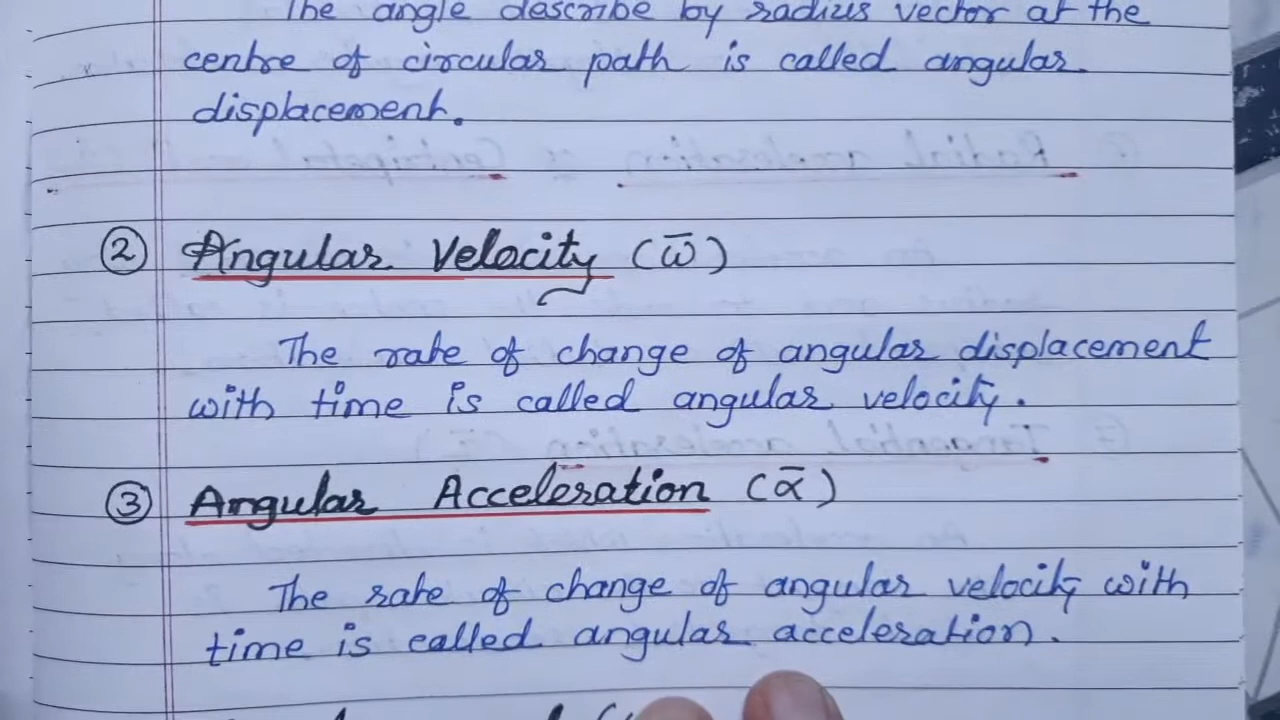 The angle describe by radius vector at the
centre of circular path is called angular
displacement.
② Angular Velocity (ω̄)
The rate of change of angular displacement
with time is called angular velocity.
③ Angular Acceleration (ᾱ)
The rate of change of angular velocity with
time is called angular acceleration.